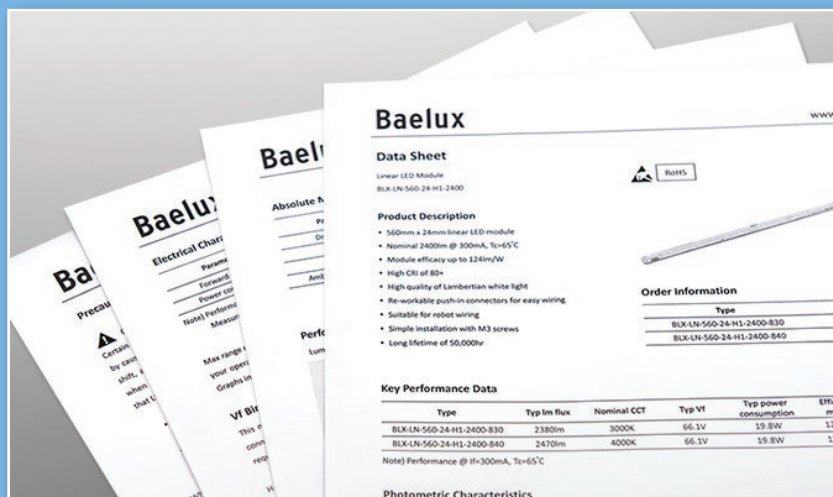 Baelux
www
Data Sheet
Linear LED Module
BLX-LN-560-24-H1-2400
RoHS
Product Description
• 560mm x 24mm linear LED module
• Nominal 2400lm @ 300mA, Tc=65°C
• Module efficacy up to 124lm/W
• High CRI of 80+
• High quality of Lambertian white light
• Re-workable push-in connectors for easy wiring
• Suitable for robot wiring
• Simple installation with M3 screws
• Long lifetime of 50,000hr
Order Information
Type
BLX-LN-560-24-H1-2400-830
BLX-LN-560-24-H1-2400-840
Key Performance Data
Type Typ lm flux Nominal CCT Typ Vf Typ power consumption
BLX-LN-560-24-H1-2400-830 2380lm 3000K 66.1V 19.8W
BLX-LN-560-24-H1-2400-840 2470lm 4000K 66.1V 19.8W
Note) Performance @ If=300mA, Tc=65°C
Photometric Characteristics
Bael
Absolute M
Amb
Perfo
Lum
Baelux
Electrical Chara
Parame
Forward
Power con
Note) Performa
Measur
Max range o
your opera
Graphs in
Vf Bin
This n
conn
requ
Ba
Precau
Certain
by cau
shift, a
when
that L